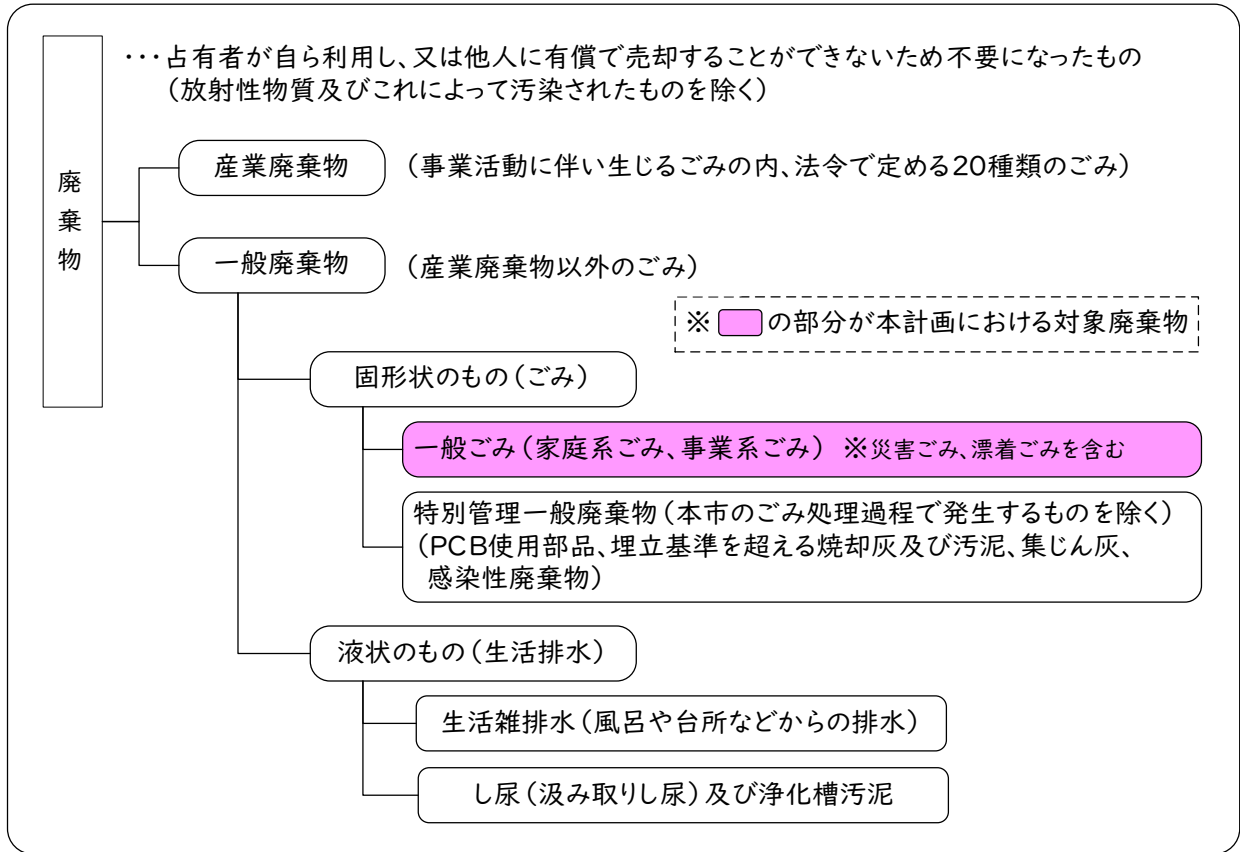 廃棄物
・・・占有者が自ら利用し、又は他人に有償で売却することができないため不要になったもの
（放射性物質及びこれによって汚染されたものを除く）
産業廃棄物
（事業活動に伴い生じるごみの内、法令で定める20種類のごみ）
一般廃棄物
（産業廃棄物以外のごみ）
※ の部分が本計画における対象廃棄物
固形状のもの（ごみ）
一般ごみ（家庭系ごみ、事業系ごみ） ※災害ごみ、漂着ごみを含む
特別管理一般廃棄物（本市のごみ処理過程で発生するものを除く）
（PCB使用部品、埋立基準を超える焼却灰及び汚泥、集じん灰、
感染性廃棄物）
液状のもの（生活排水）
生活雑排水（風呂や台所などからの排水）
し尿（汲み取りし尿）及び浄化槽汚泥